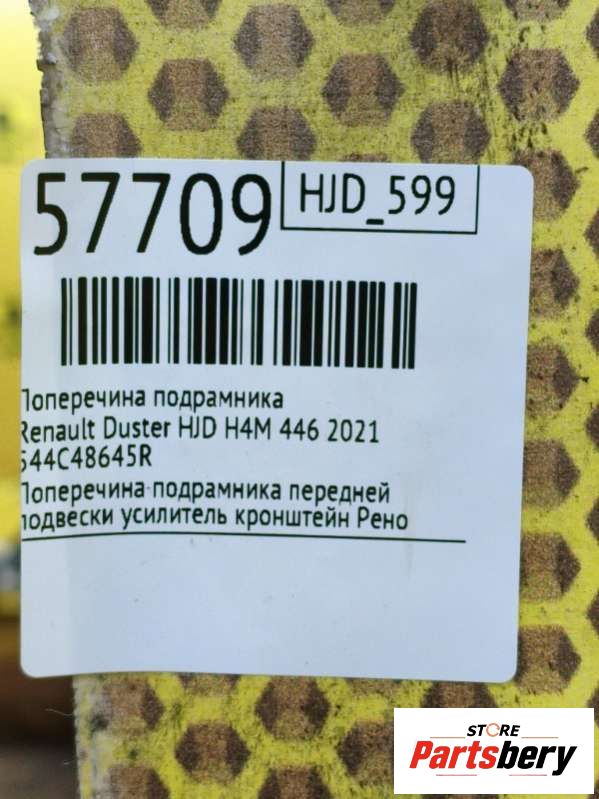 57709
HJD_599
Поперечина подрамника
Renault Duster HJD H4M 446 2021
544C48645R
Поперечина подрамника передней
подвески усилитель кронштейн Рено
STORE
Partsbery